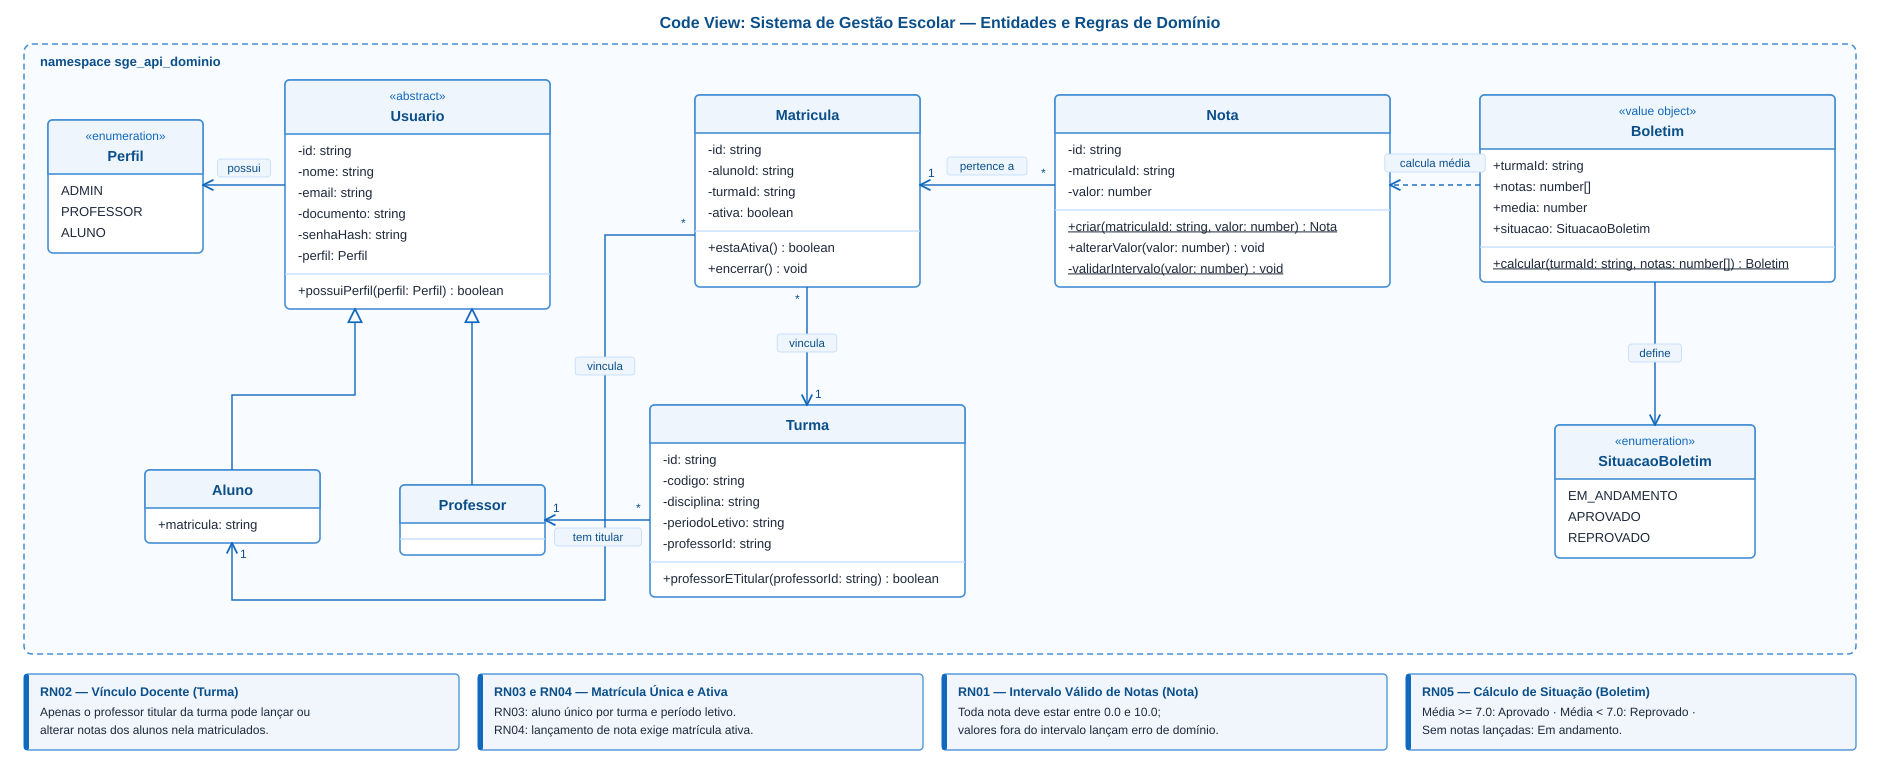 Code View: Sistema de Gestão Escolar — Entidades e Regras de Domínio
namespace sge_api_dominio
«enumeration»
Perfil
ADMIN
PROFESSOR
ALUNO
possui
«abstract»
Usuario
-id: string
-nome: string
-email: string
-documento: string
-senhaHash: string
-perfil: Perfil
+possuiPerfil(perfil: Perfil) : boolean
Matricula
-id: string
-alunoId: string
-turmaId: string
-ativa: boolean
+estaAtiva() : boolean
+encerrar() : void
1
pertence a
*
Nota
-id: string
-matriculaId: string
-valor: number
+criar(matriculaId: string, valor: number) : Nota
+alterarValor(valor: number) : void
-validarIntervalo(valor: number) : void
calcula média
«value object»
Boletim
+turmaId: string
+notas: number[]
+media: number
+situacao: SituacaoBoletim
+calcular(turmaId: string, notas: number[]) : Boletim
*
vincula
*
vincula
1
define
Aluno
+matricula: string
1
Professor
1
*
tem titular
Turma
-id: string
-codigo: string
-disciplina: string
-periodoLetivo: string
-professorId: string
+professorETitular(professorId: string) : boolean
«enumeration»
SituacaoBoletim
EM_ANDAMENTO
APROVADO
REPROVADO
RN02 — Vínculo Docente (Turma)
Apenas o professor titular da turma pode lançar ou
alterar notas dos alunos nela matriculados.
RN03 e RN04 — Matrícula Única e Ativa
RN03: aluno único por turma e período letivo.
RN04: lançamento de nota exige matrícula ativa.
RN01 — Intervalo Válido de Notas (Nota)
Toda nota deve estar entre 0.0 e 10.0;
valores fora do intervalo lançam erro de domínio.
RN05 — Cálculo de Situação (Boletim)
Média >= 7.0: Aprovado · Média < 7.0: Reprovado ·
Sem notas lançadas: Em andamento.